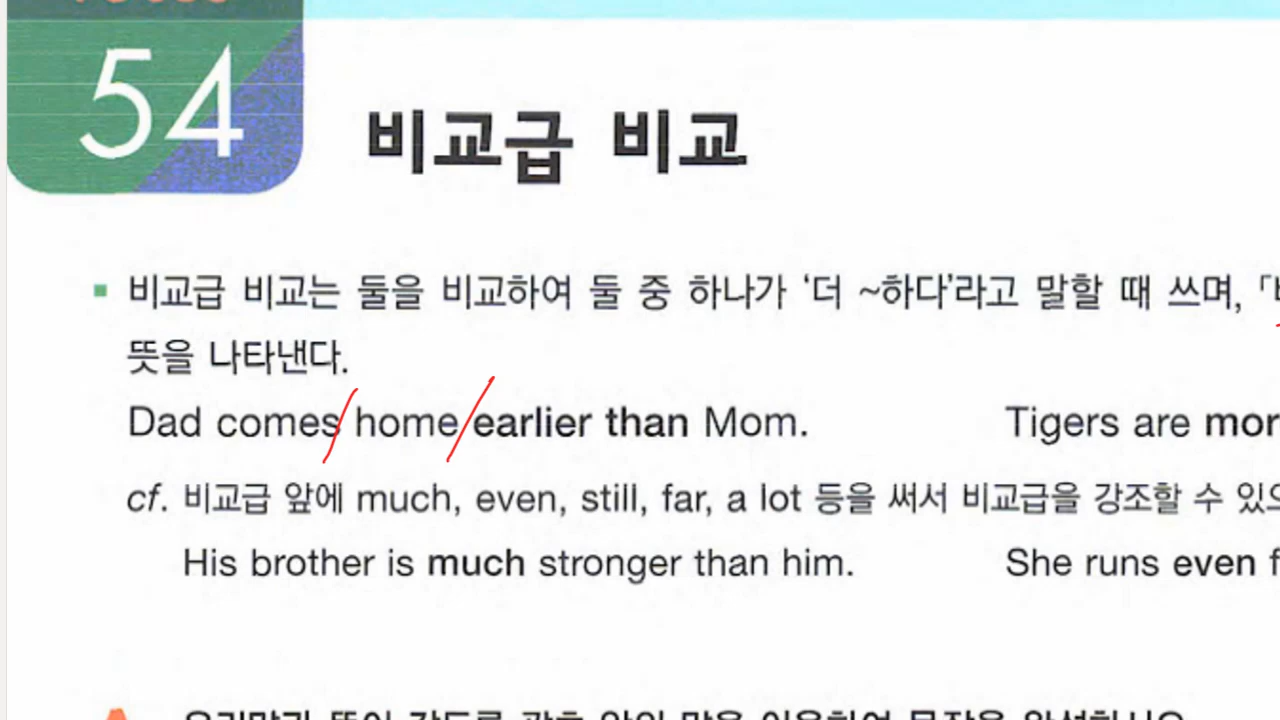 54
비교급 비교
비교급 비교는 둘을 비교하여 둘 중 하나가 ‘더 ~하다’라고 말할 때 쓰며,
뜻을 나타낸다.
Dad comes home earlier than Mom. Tigers are
cf. 비교급 앞에 much, even, still, far, a lot 등을 써서 비교급을 강조할 수
His brother is much stronger than him. She runs even